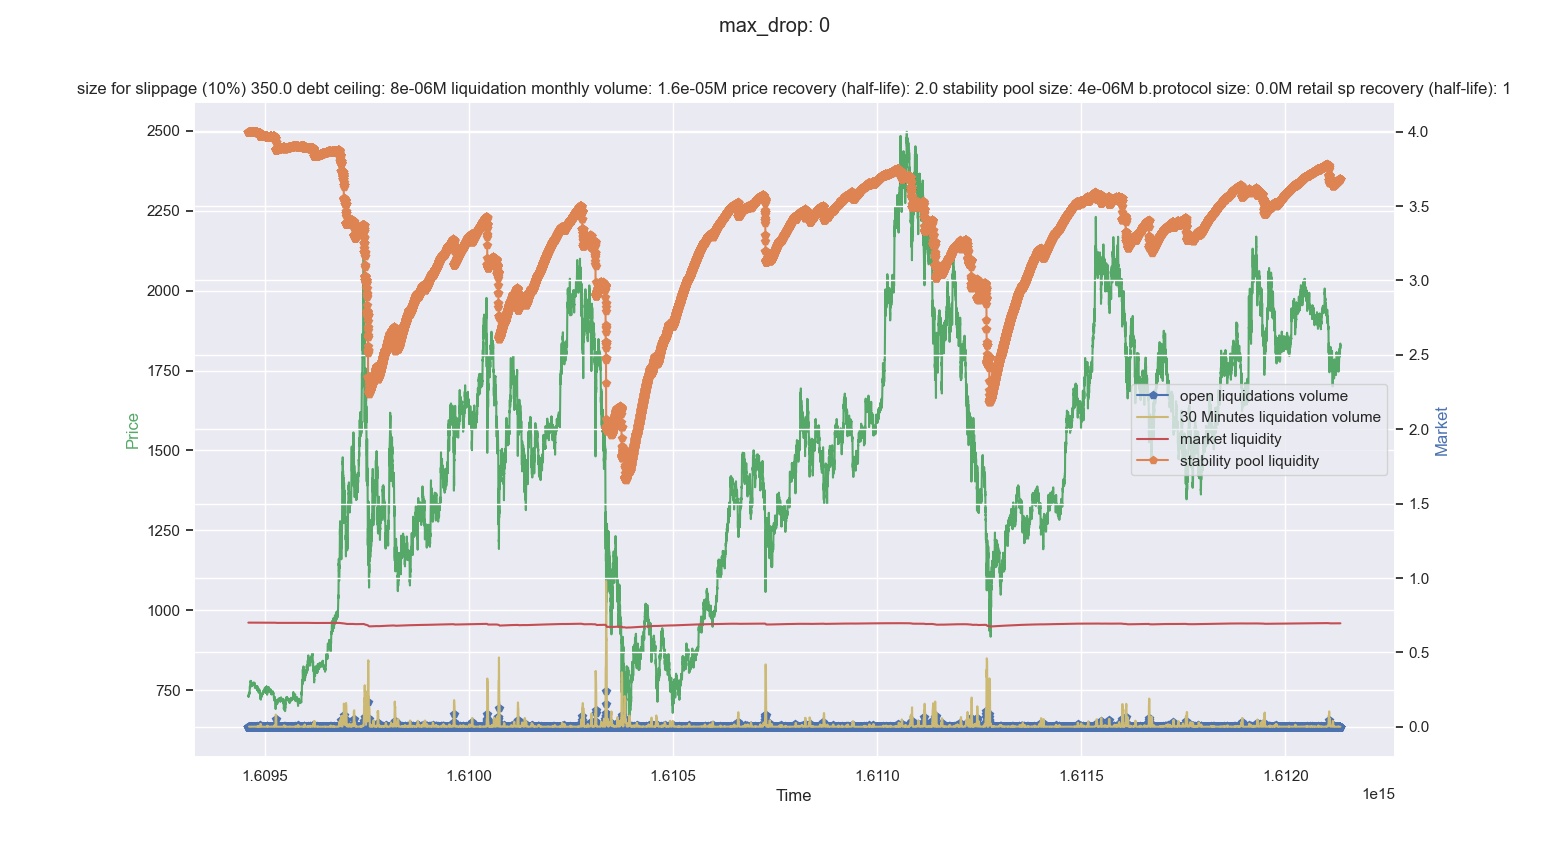 max_drop: 0
size for slippage (10%) 350.0 debt ceiling: 8e-06M liquidation monthly volume: 1.6e-05M price recovery (half-life): 2.0 stability pool size: 4e-06M b.protocol size: 0.0M retail sp recovery (half-life): 1
2500
2250
2000
1750
1500
1250
1000
750
Price
4.0
3.5
3.0
2.5
2.0
1.5
1.0
0.5
0.0
Market
open liquidations volume
30 Minutes liquidation volume
market liquidity
stability pool liquidity
1.6095 1.6100 1.6105 1.6110 1.6115 1.6120
Time
1e15